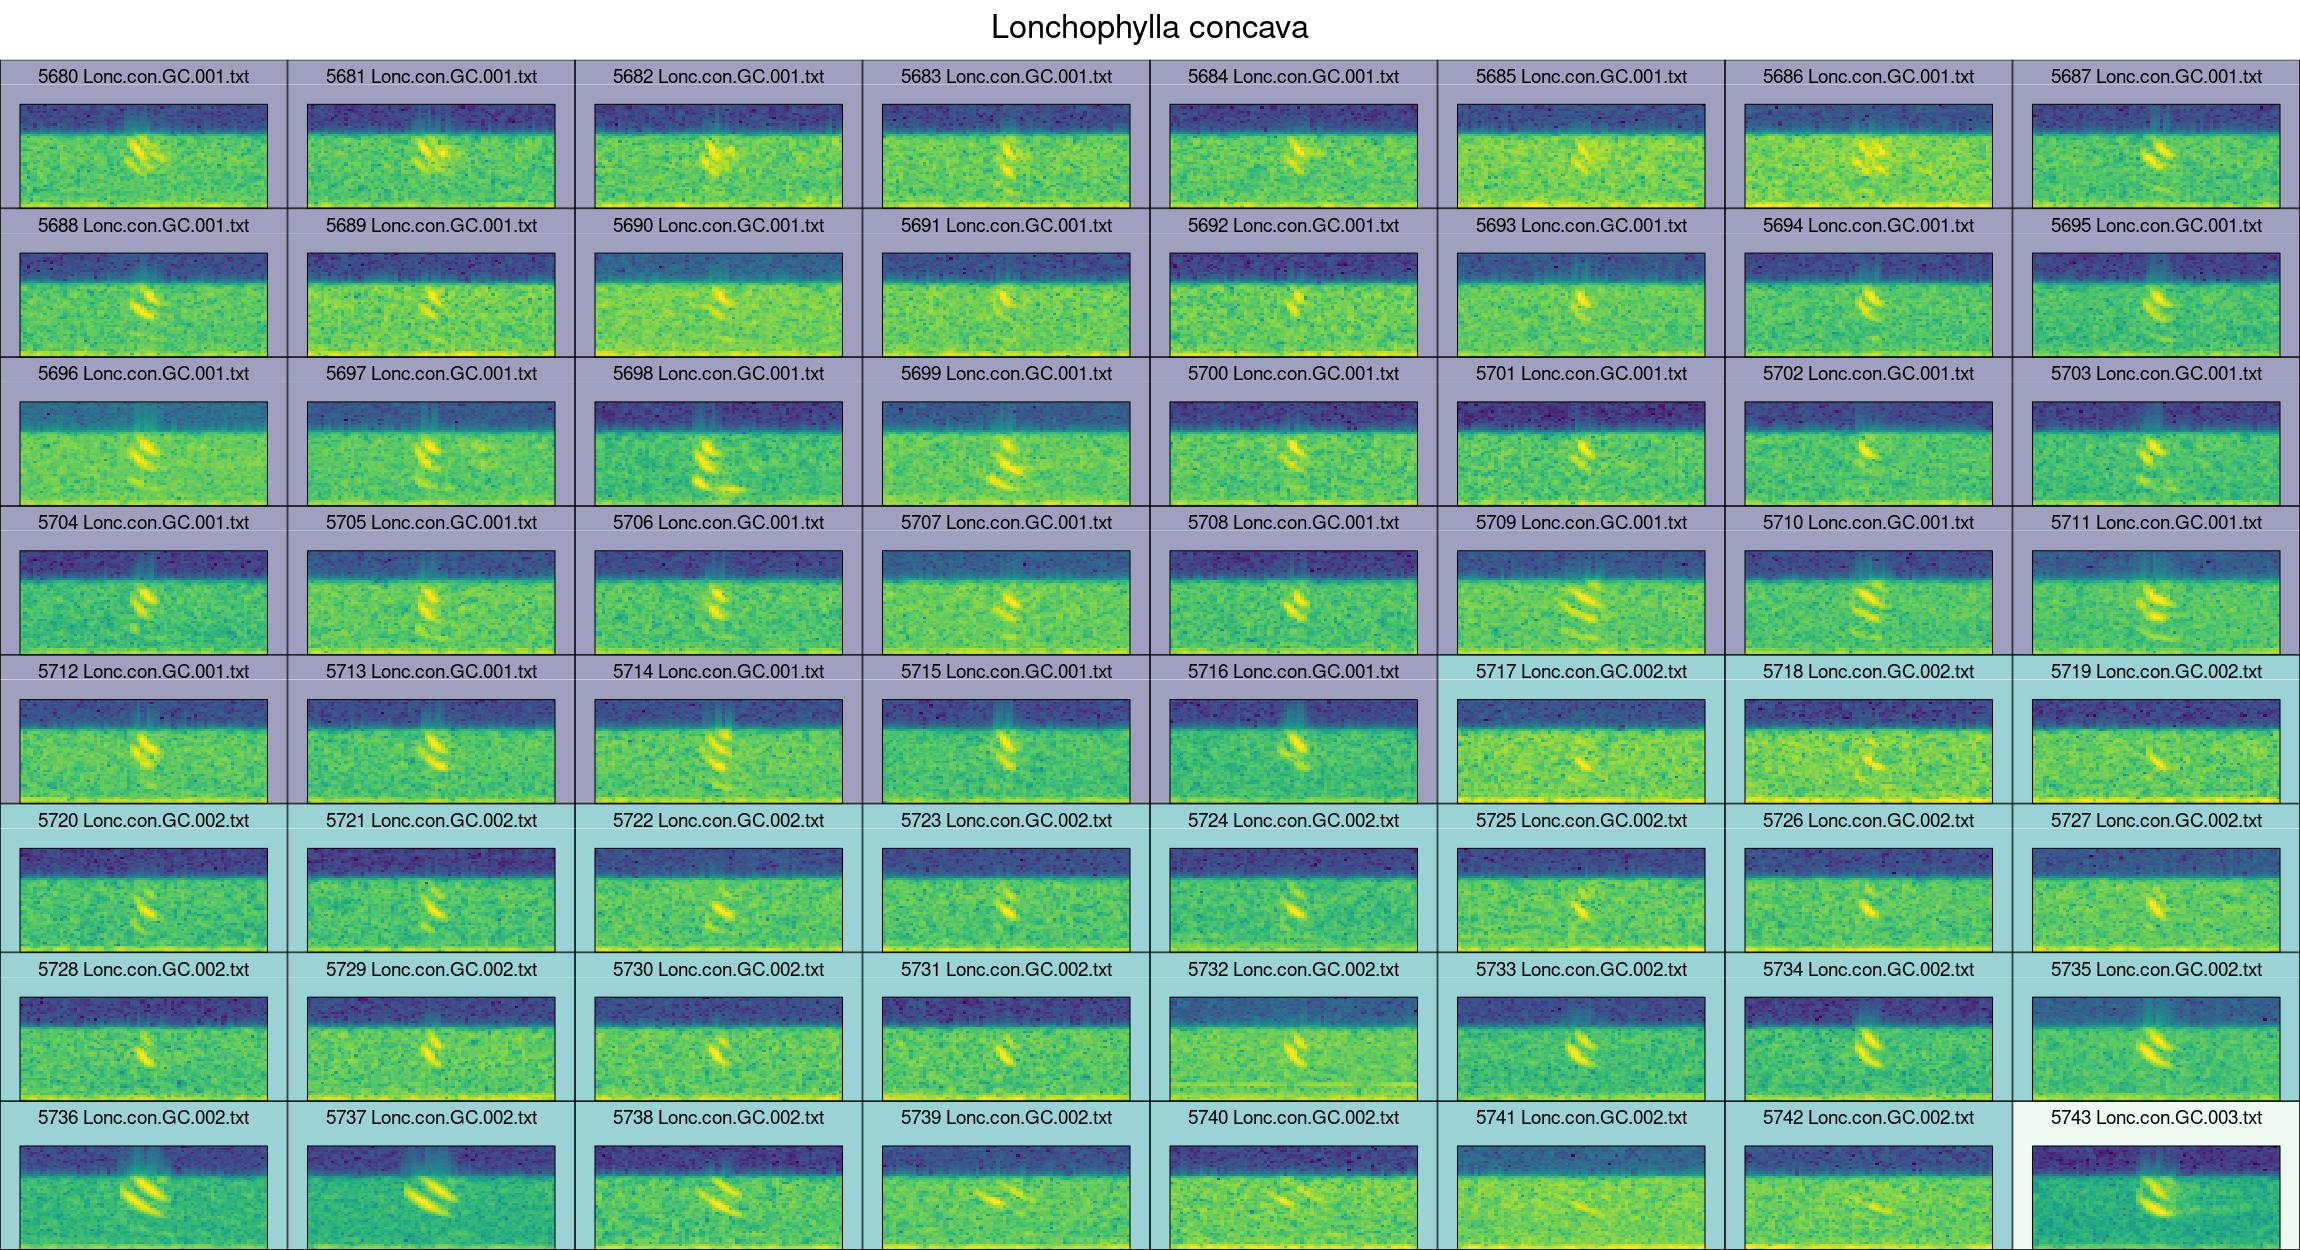 Lonchophylla concava
5680 Lonc.con.GC.001.txt 5681 Lonc.con.GC.001.txt 5682 Lonc.con.GC.001.txt 5683 Lonc.con.GC.001.txt 5684 Lonc.con.GC.001.txt 5685 Lonc.con.GC.001.txt 5686 Lonc.con.GC.001.txt 5687 Lonc.con.GC.001.txt
5688 Lonc.con.GC.001.txt 5689 Lonc.con.GC.001.txt 5690 Lonc.con.GC.001.txt 5691 Lonc.con.GC.001.txt 5692 Lonc.con.GC.001.txt 5693 Lonc.con.GC.001.txt 5694 Lonc.con.GC.001.txt 5695 Lonc.con.GC.001.txt
5696 Lonc.con.GC.001.txt 5697 Lonc.con.GC.001.txt 5698 Lonc.con.GC.001.txt 5699 Lonc.con.GC.001.txt 5700 Lonc.con.GC.001.txt 5701 Lonc.con.GC.001.txt 5702 Lonc.con.GC.001.txt 5703 Lonc.con.GC.001.txt
5704 Lonc.con.GC.001.txt 5705 Lonc.con.GC.001.txt 5706 Lonc.con.GC.001.txt 5707 Lonc.con.GC.001.txt 5708 Lonc.con.GC.001.txt 5709 Lonc.con.GC.001.txt 5710 Lonc.con.GC.001.txt 5711 Lonc.con.GC.001.txt
5712 Lonc.con.GC.001.txt 5713 Lonc.con.GC.001.txt 5714 Lonc.con.GC.001.txt 5715 Lonc.con.GC.001.txt 5716 Lonc.con.GC.001.txt 5717 Lonc.con.GC.002.txt 5718 Lonc.con.GC.002.txt 5719 Lonc.con.GC.002.txt
5720 Lonc.con.GC.002.txt 5721 Lonc.con.GC.002.txt 5722 Lonc.con.GC.002.txt 5723 Lonc.con.GC.002.txt 5724 Lonc.con.GC.002.txt 5725 Lonc.con.GC.002.txt 5726 Lonc.con.GC.002.txt 5727 Lonc.con.GC.002.txt
5728 Lonc.con.GC.002.txt 5729 Lonc.con.GC.002.txt 5730 Lonc.con.GC.002.txt 5731 Lonc.con.GC.002.txt 5732 Lonc.con.GC.002.txt 5733 Lonc.con.GC.002.txt 5734 Lonc.con.GC.002.txt 5735 Lonc.con.GC.002.txt
5736 Lonc.con.GC.002.txt 5737 Lonc.con.GC.002.txt 5738 Lonc.con.GC.002.txt 5739 Lonc.con.GC.002.txt 5740 Lonc.con.GC.002.txt 5741 Lonc.con.GC.002.txt 5742 Lonc.con.GC.002.txt 5743 Lonc.con.GC.003.txt